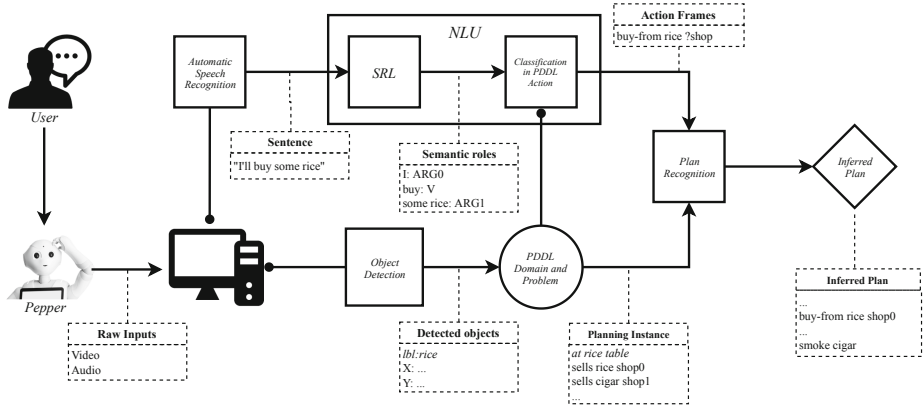 User
Pepper
Raw Inputs
Video
Audio
Automatic
Speech
Recognition
Sentence
"I'll buy some rice"
NLU
SRL
Classification
in PDDL
Action
Semantic roles
I: ARG0
buy: V
some rice: ARG1
Action Frames
buy-from rice ?shop
Object
Detection
Detected objects
lbl:rice
X: ...
Y: ...
PDDL
Domain and
Problem
Planning Instance
at rice table
sells rice shop0
sells cigar shop1
...
Plan
Recognition
Inferred
Plan
Inferred Plan
...
buy-from rice shop0
...
smoke cigar